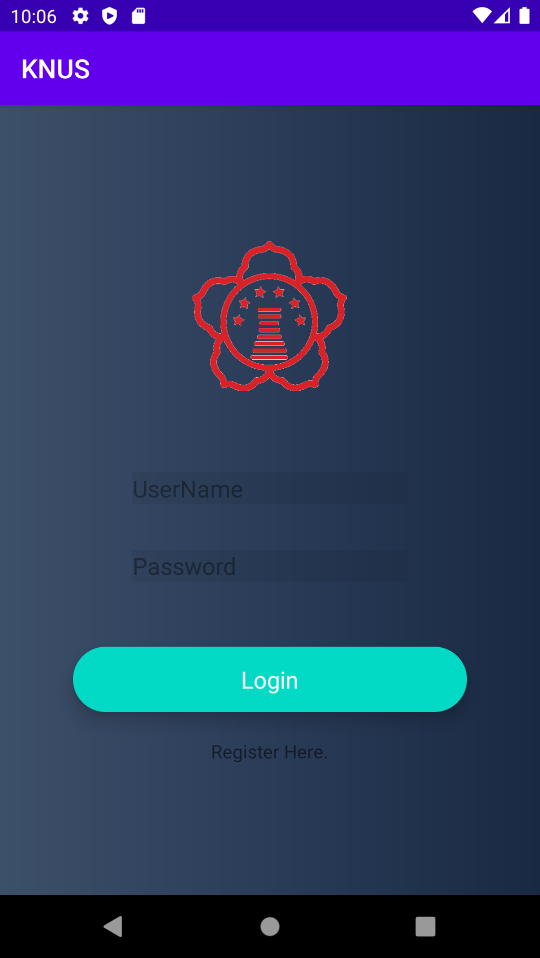 10:06
KNUS
UserName
Password
Login
Register Here.